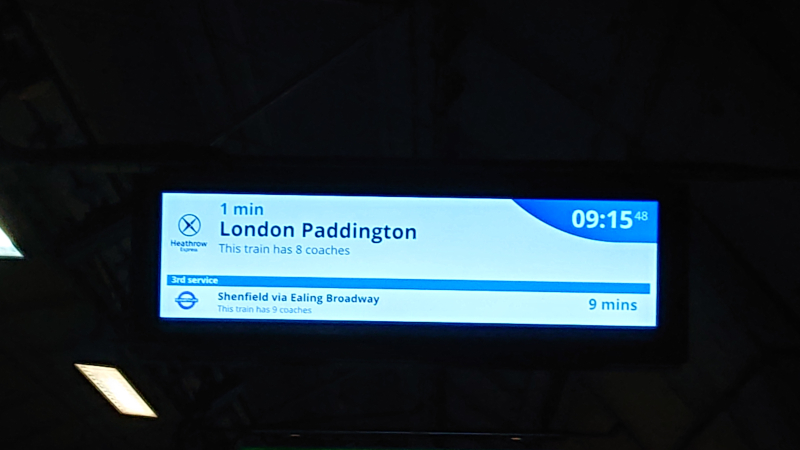 1 min
London Paddington
This train has 8 coaches
Heathrow
Express
09:15 48
3rd service
Shenfield via Ealing Broadway
This train has 9 coaches
9 mins